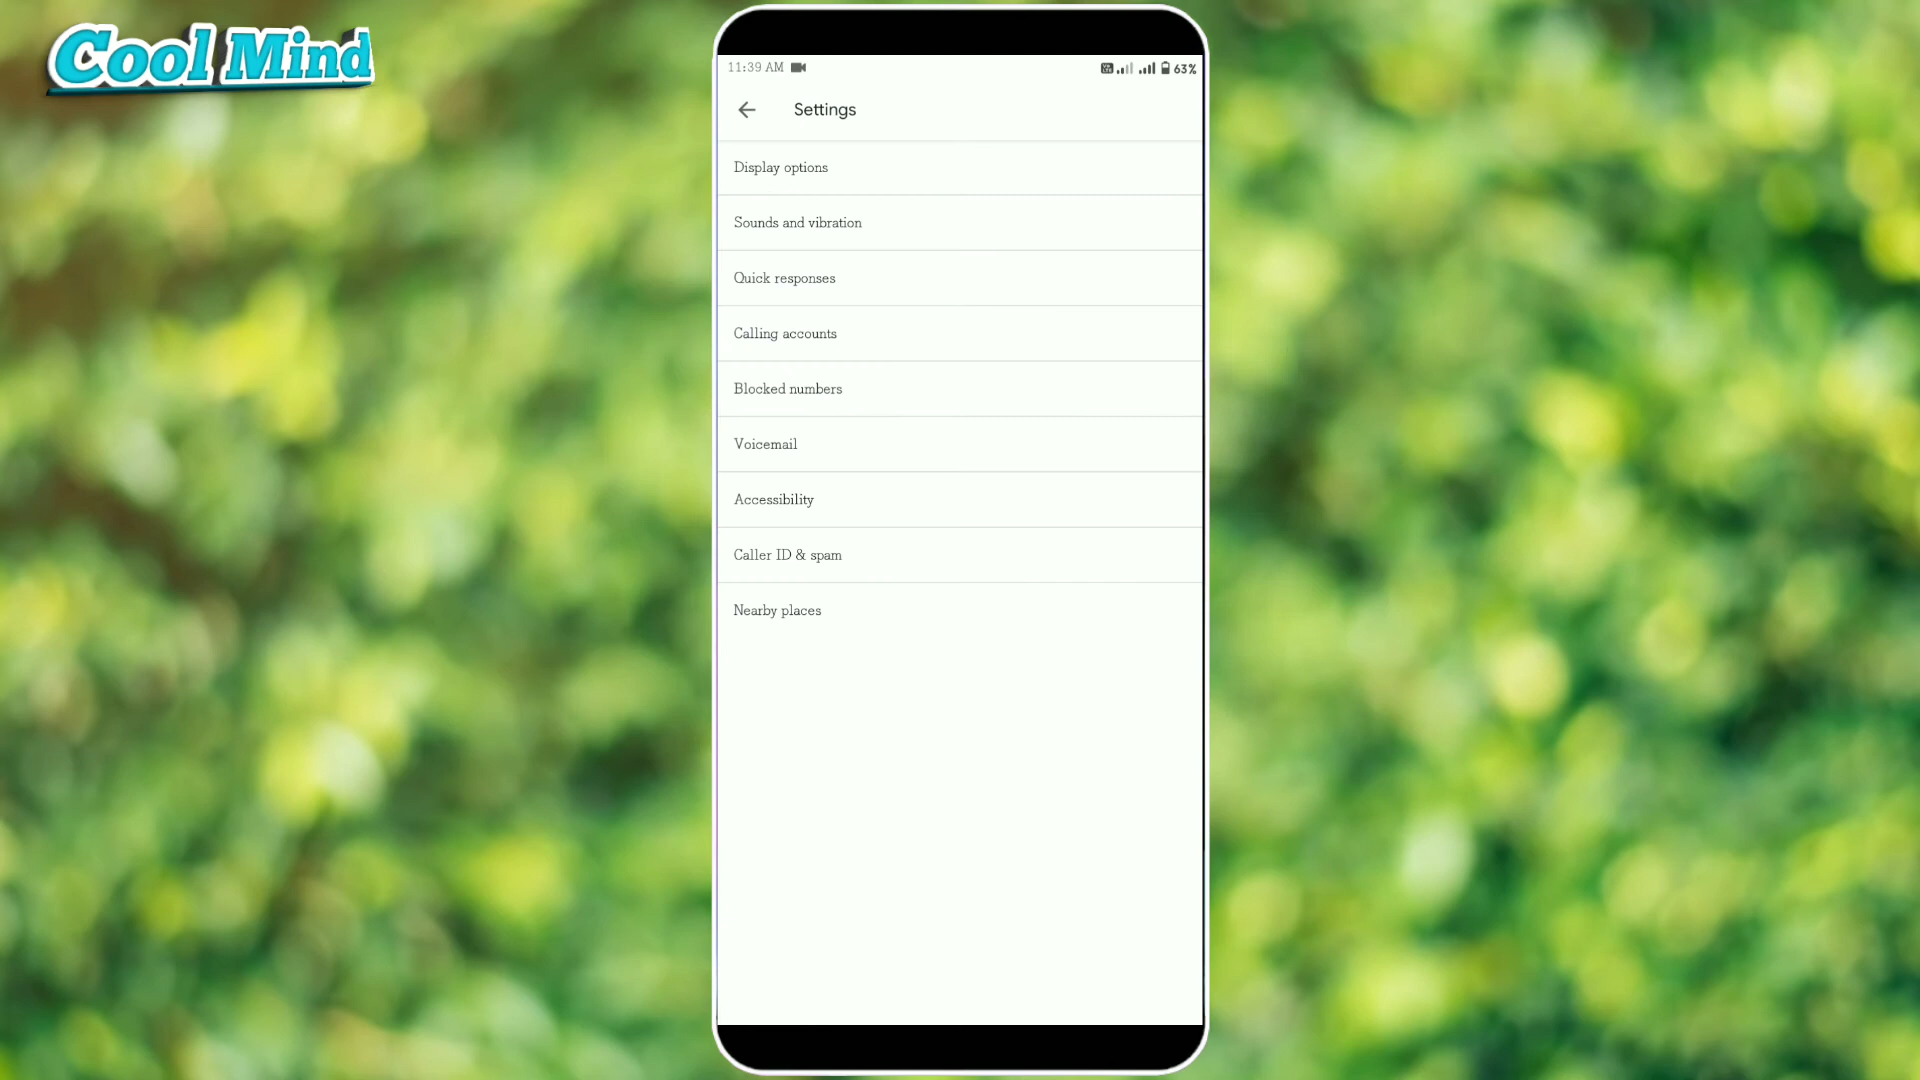 Cool Mind
11:39 AM
63%
Settings
Display options
Sounds and vibration
Quick responses
Calling accounts
Blocked numbers
Voicemail
Accessibility
Caller ID & spam
Nearby places